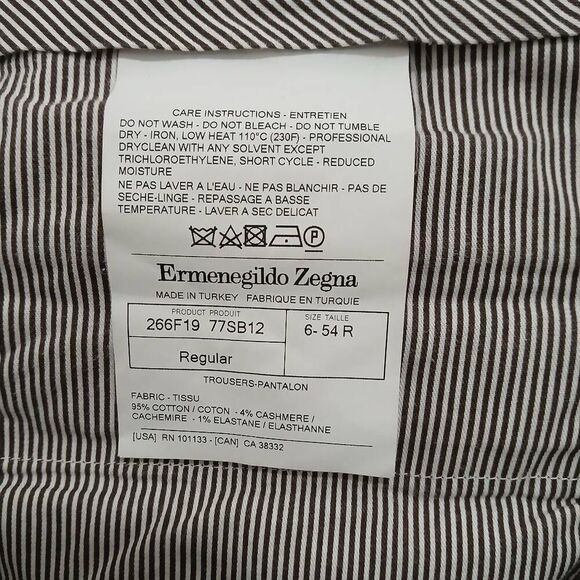 CARE INSTRUCTIONS - ENTRETIEN
DO NOT WASH - DO NOT BLEACH - DO NOT TUMBLE
DRY - IRON, LOW HEAT 110°C (230F) - PROFESSIONAL
DRYCLEAN WITH ANY SOLVENT EXCEPT
TRICHLOROETHYLENE, SHORT CYCLE - REDUCED
MOISTURE
NE PAS LAVER A L'EAU - NE PAS BLANCHIR - PAS DE
SECHE-LINGE - REPASSAGE A BASSE
TEMPERATURE - LAVER A SEC DELICAT
P
Ermenegildo Zegna
MADE IN TURKEY FABRIQUE EN TURQUIE
PRODUCT PRODUIT SIZE TAILLE
266F19 77SB12 6- 54 R
Regular
TROUSERS-PANTALON
FABRIC - TISSU
95% COTTON / COTON - 4% CASHMERE /
CACHEMIRE - 1% ELASTANE / ELASTHANNE
[USA] RN 101133 - [CAN] CA 38332